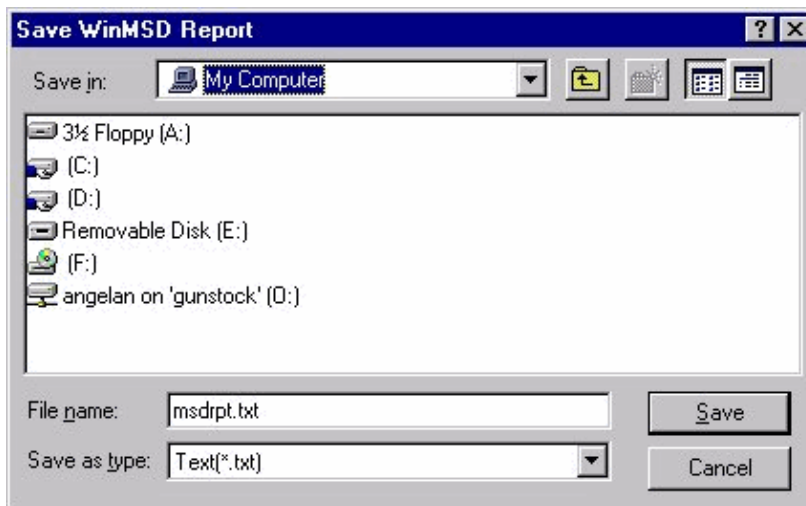 Save WinMSD Report
Save in: My Computer
3½ Floppy (A:)
(C:)
(D:)
Removable Disk (E:)
(F:)
angelan on 'gunstock' (O:)
File name: msdrpt.txt Save
Save as type: Text(*.txt) Cancel